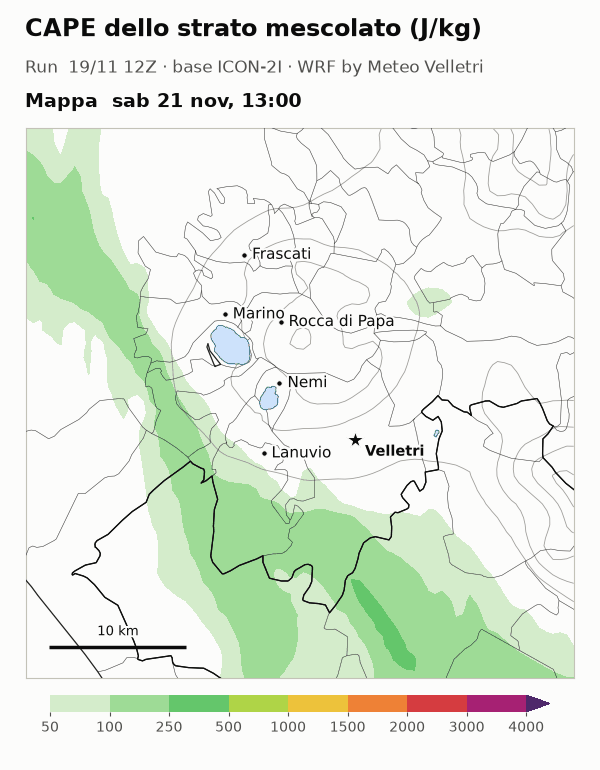 CAPE dello strato mescolato (J/kg)
Run  19/11 12Z · base ICON-2I · WRF by Meteo Velletri
Mappa  sab 21 nov, 13:00
Frascati
Marino
Rocca di Papa
Nemi
Velletri
Lanuvio
10 km
50 100 250 500 1000 1500 2000 3000 4000